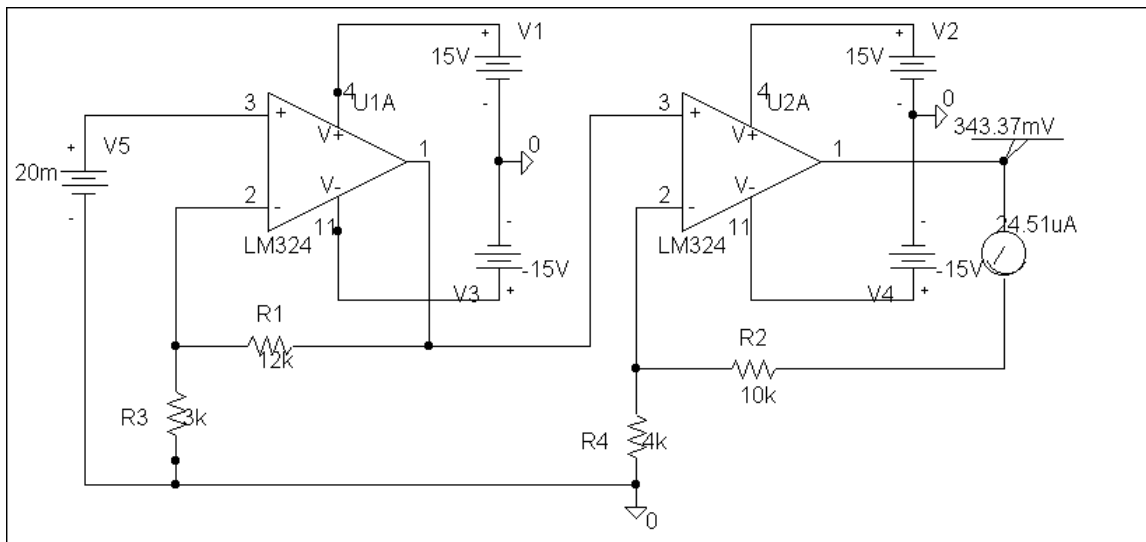 V1
V2
15V
15V
4
U1A
4
U2A
3
+
V+
3
+
V+
0
0
343.37mV
V5
20m
1
1
V-
V-
2
-
2
-
11
11
LM324
LM324
24.51uA
-15V
-15V
V3
V4
R1
12k
R2
10k
R3
3k
R4
4k
0